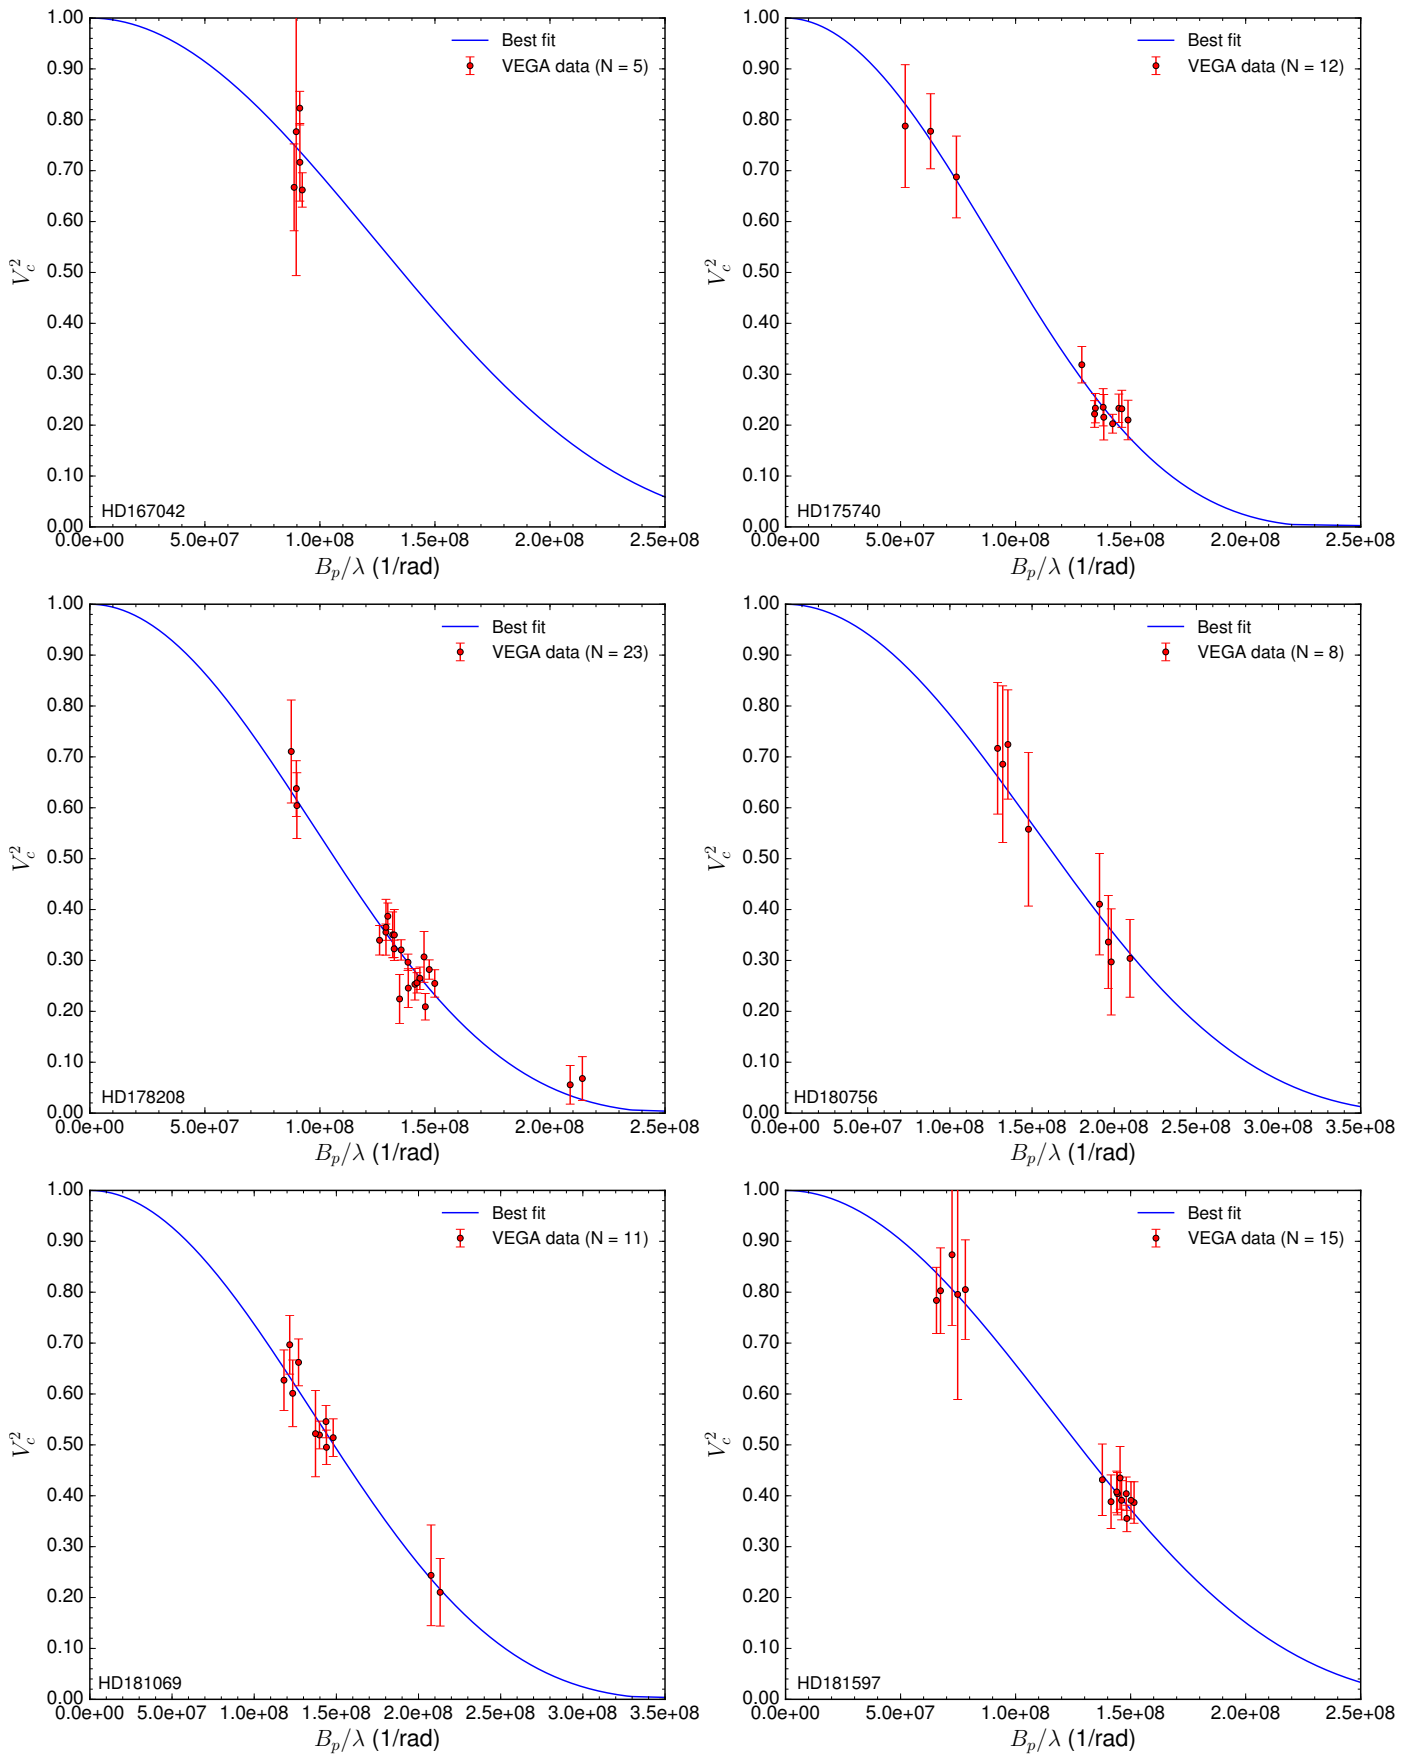 1.00
0.90
0.80
0.70
0.60
0.50
0.40
0.30
0.20
0.10
0.00
V_c^2
Best fit
VEGA data (N = 5)
HD167042
0.0e+00 5.0e+07 1.0e+08 1.5e+08 2.0e+08 2.5e+08
B_p/λ (1/rad)
1.00
0.90
0.80
0.70
0.60
0.50
0.40
0.30
0.20
0.10
0.00
V_c^2
Best fit
VEGA data (N = 12)
HD175740
0.0e+00 5.0e+07 1.0e+08 1.5e+08 2.0e+08 2.5e+08
B_p/λ (1/rad)
1.00
0.90
0.80
0.70
0.60
0.50
0.40
0.30
0.20
0.10
0.00
V_c^2
Best fit
VEGA data (N = 23)
HD178208
0.0e+00 5.0e+07 1.0e+08 1.5e+08 2.0e+08 2.5e+08
B_p/λ (1/rad)
1.00
0.90
0.80
0.70
0.60
0.50
0.40
0.30
0.20
0.10
0.00
V_c^2
Best fit
VEGA data (N = 8)
HD180756
0.0e+00 5.0e+07 1.0e+08 1.5e+08 2.0e+08 2.5e+08 3.0e+08 3.5e+08
B_p/λ (1/rad)
1.00
0.90
0.80
0.70
0.60
0.50
0.40
0.30
0.20
0.10
0.00
V_c^2
Best fit
VEGA data (N = 11)
HD181069
0.0e+00 5.0e+07 1.0e+08 1.5e+08 2.0e+08 2.5e+08 3.0e+08 3.5e+08
B_p/λ (1/rad)
1.00
0.90
0.80
0.70
0.60
0.50
0.40
0.30
0.20
0.10
0.00
V_c^2
Best fit
VEGA data (N = 15)
HD181597
0.0e+00 5.0e+07 1.0e+08 1.5e+08 2.0e+08 2.5e+08
B_p/λ (1/rad)